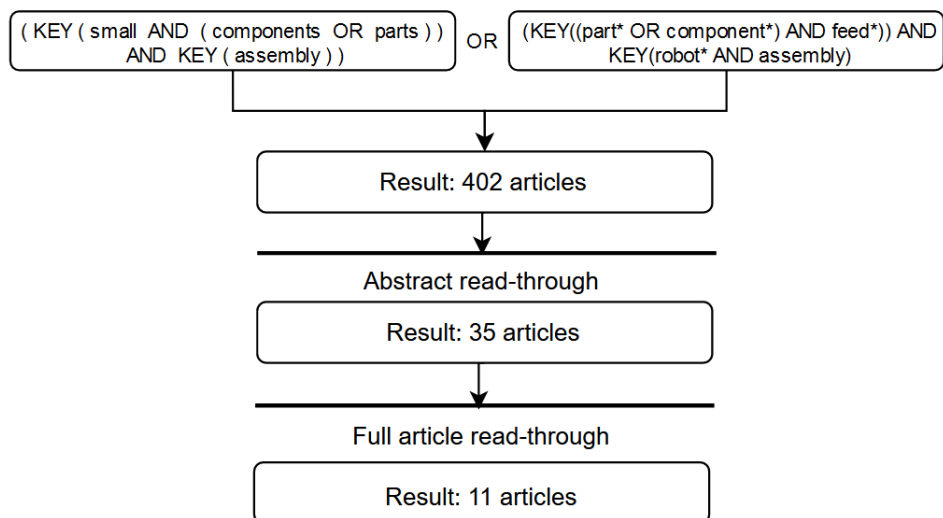 ( KEY ( small AND ( components OR parts ) )
AND KEY ( assembly ) )
OR
(KEY((part* OR component*) AND feed*)) AND
KEY(robot* AND assembly)
Result: 402 articles
Abstract read-through
Result: 35 articles
Full article read-through
Result: 11 articles